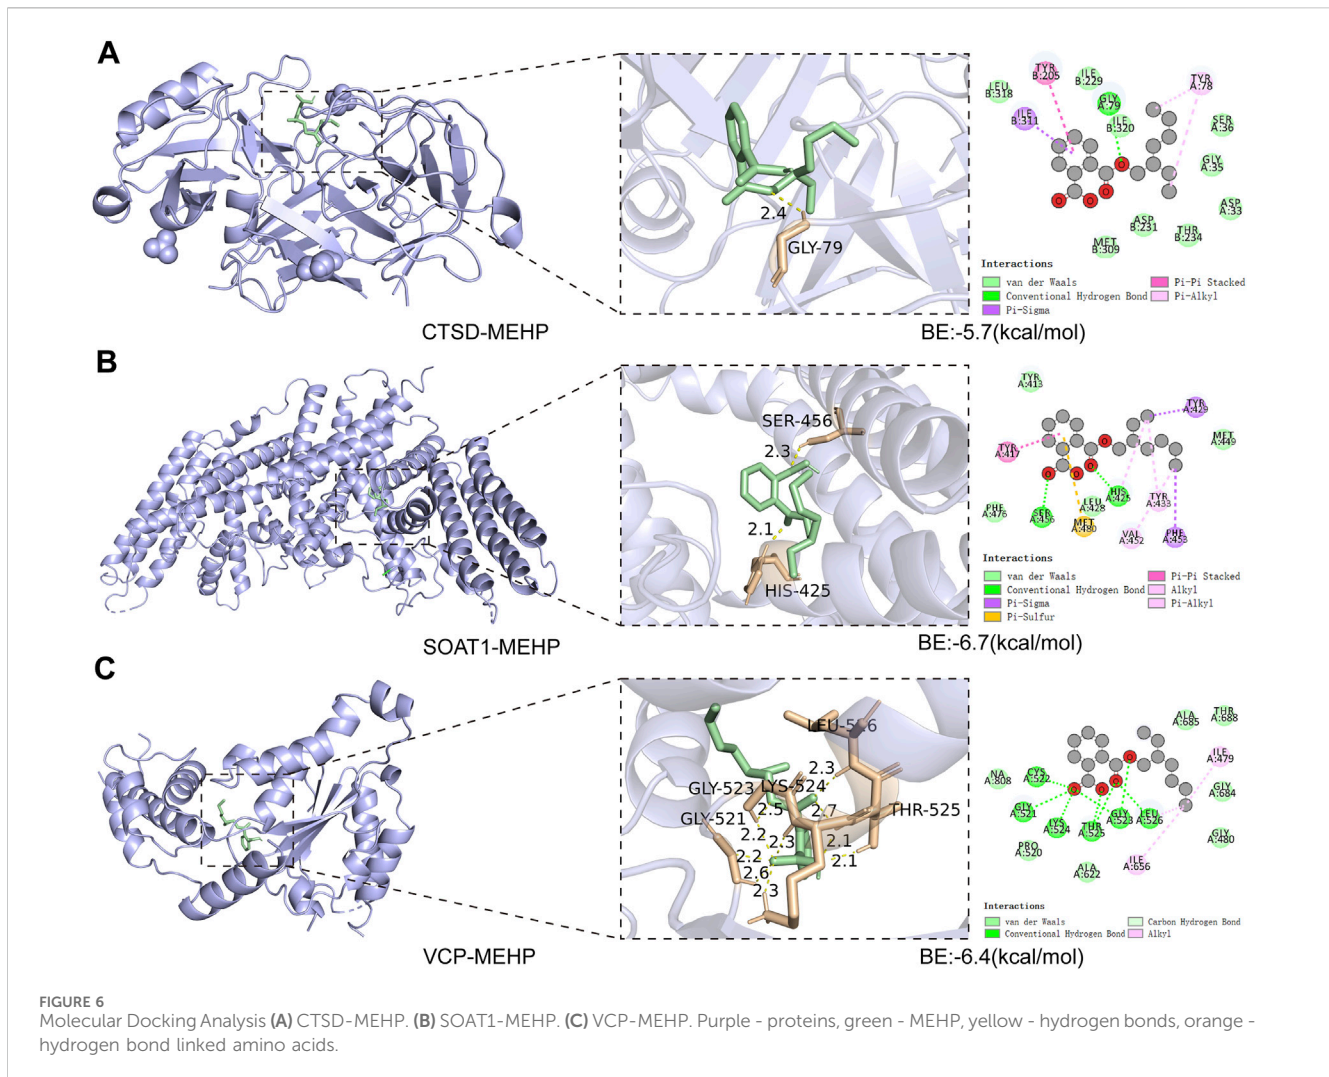 A
GLY-79
2.4
CTSD-MEHP
BE:-5.7(kcal/mol)
LEU
B:318
TYR
B:205
ILE
B:229
GLY
A:79
ILE
B:320
ILE
B:311
TYR
A:78
SER
A:36
GLY
A:35
ASP
A:33
ASP
B:231
THR
B:234
MET
B:309
O
O
O
O
Interactions
van der Waals
Conventional Hydrogen Bond
Pi-Sigma
Pi-Pi Stacked
Pi-Alkyl
B
SER-456
2.3
2.1
HIS-425
SOAT1-MEHP
BE:-6.7(kcal/mol)
TYR
A:413
TYR
A:429
MET
A:449
TYR
A:417
PHE
A:476
SER
A:456
LEU
A:428
HIS
A:425
MET
A:480
TYR
A:433
VAL
A:452
PHE
A:453
O
O
O
O
Interactions
van der Waals
Conventional Hydrogen Bond
Pi-Sigma
Pi-Sulfur
Pi-Pi Stacked
Alkyl
Pi-Alkyl
C
LEU-526
2.3
GLY-523
LYS-524
GLY-521
THR-525
2.5
2.7
2.2
2.3
2.1
2.2
2.1
2.6
2.3
VCP-MEHP
BE:-6.4(kcal/mol)
ALA
A:685
THR
A:688
ILE
A:479
GLY
A:684
GLY
A:480
NA
A:808
CYS
A:522
GLY
A:521
LYS
A:524
THR
A:525
GLY
A:523
LEU
A:526
PRO
A:520
ALA
A:622
ILE
A:656
O
O
O
O
Interactions
van der Waals
Conventional Hydrogen Bond
Carbon Hydrogen Bond
Alkyl
FIGURE 6
Molecular Docking Analysis (A) CTSD-MEHP. (B) SOAT1-MEHP. (C) VCP-MEHP. Purple - proteins, green - MEHP, yellow - hydrogen bonds, orange -
hydrogen bond linked amino acids.